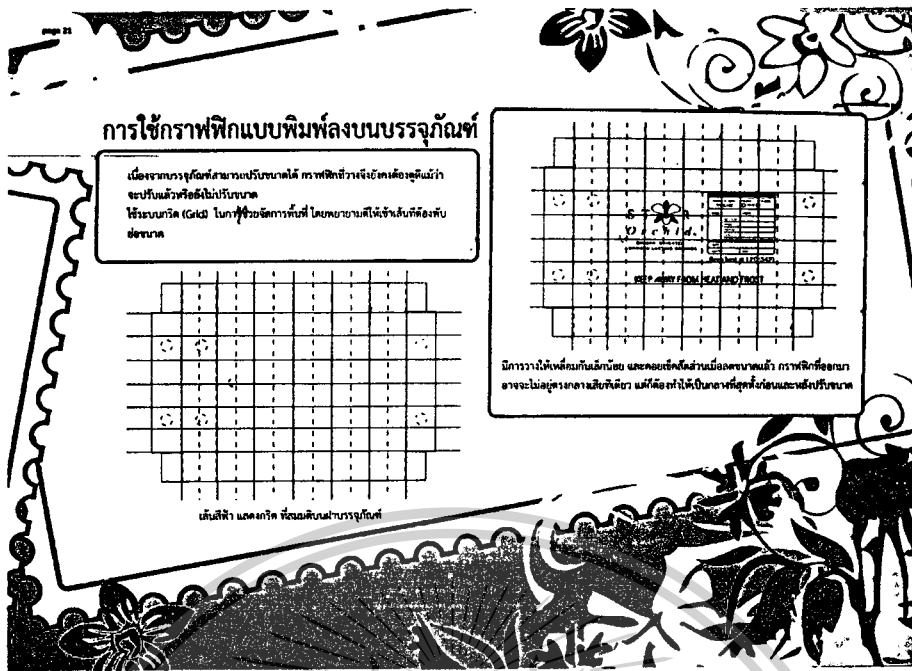 page 21
การใช้กราฟฟิกแบบพิมพ์ลงบนบรรจุภัณฑ์
เนื่องจากบรรจุภัณฑ์สามารถปรับขนาดได้ กราฟฟิกที่วางจึงยังคงต้องดูดีแม้ว่า
จะปรับแล้วหรือยังไม่ปรับขนาด
ใช้ระบบกริด (Grid) ในการช่วยจัดการพื้นที่ โดยพยายามตีให้เข้าเส้นที่ต้องพับ
ย่อขนาด
เส้นสีฟ้า แสดงกริด ที่สมมติบนฝาบรรจุภัณฑ์
Orchid
KEEP AWAY FROM HEAT AND FROST
มีการวางให้เหลื่อมกันเล็กน้อย และคอยเช็คสัดส่วนเมื่อลดขนาดแล้ว กราฟฟิกที่ออกมา
อาจจะไม่อยู่ตรงกลางเสียทีเดียว แต่ก็ต้องทำให้เป็นกลางที่สุดทั้งก่อนและหลังปรับขนาด